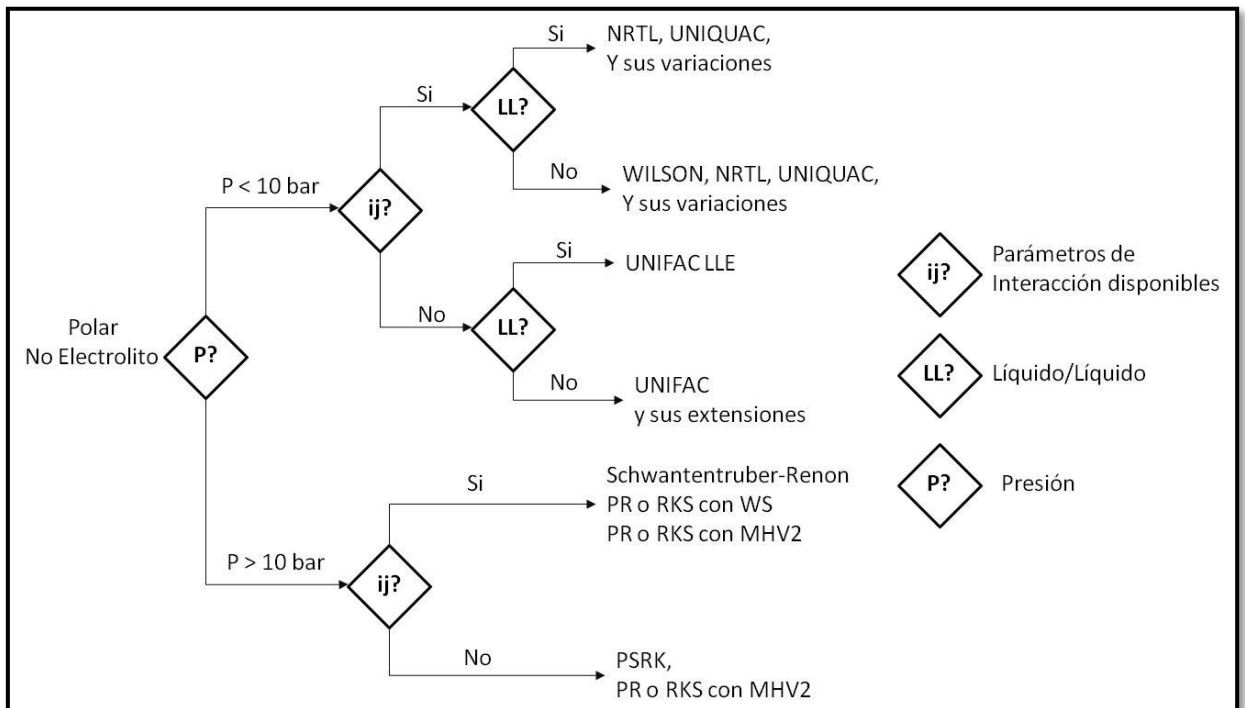 Polar
No Electrolito
P?
P < 10 bar
ij?
Si
LL?
Si
NRTL, UNIQUAC,
Y sus variaciones
No
WILSON, NRTL, UNIQUAC,
Y sus variaciones
No
LL?
Si
UNIFAC LLE
No
UNIFAC
y sus extensiones
P > 10 bar
ij?
Si
Schwantentruber-Renon
PR o RKS con WS
PR o RKS con MHV2
No
PSRK,
PR o RKS con MHV2
ij?
Parámetros de
Interacción disponibles
LL?
Líquido/Líquido
P?
Presión